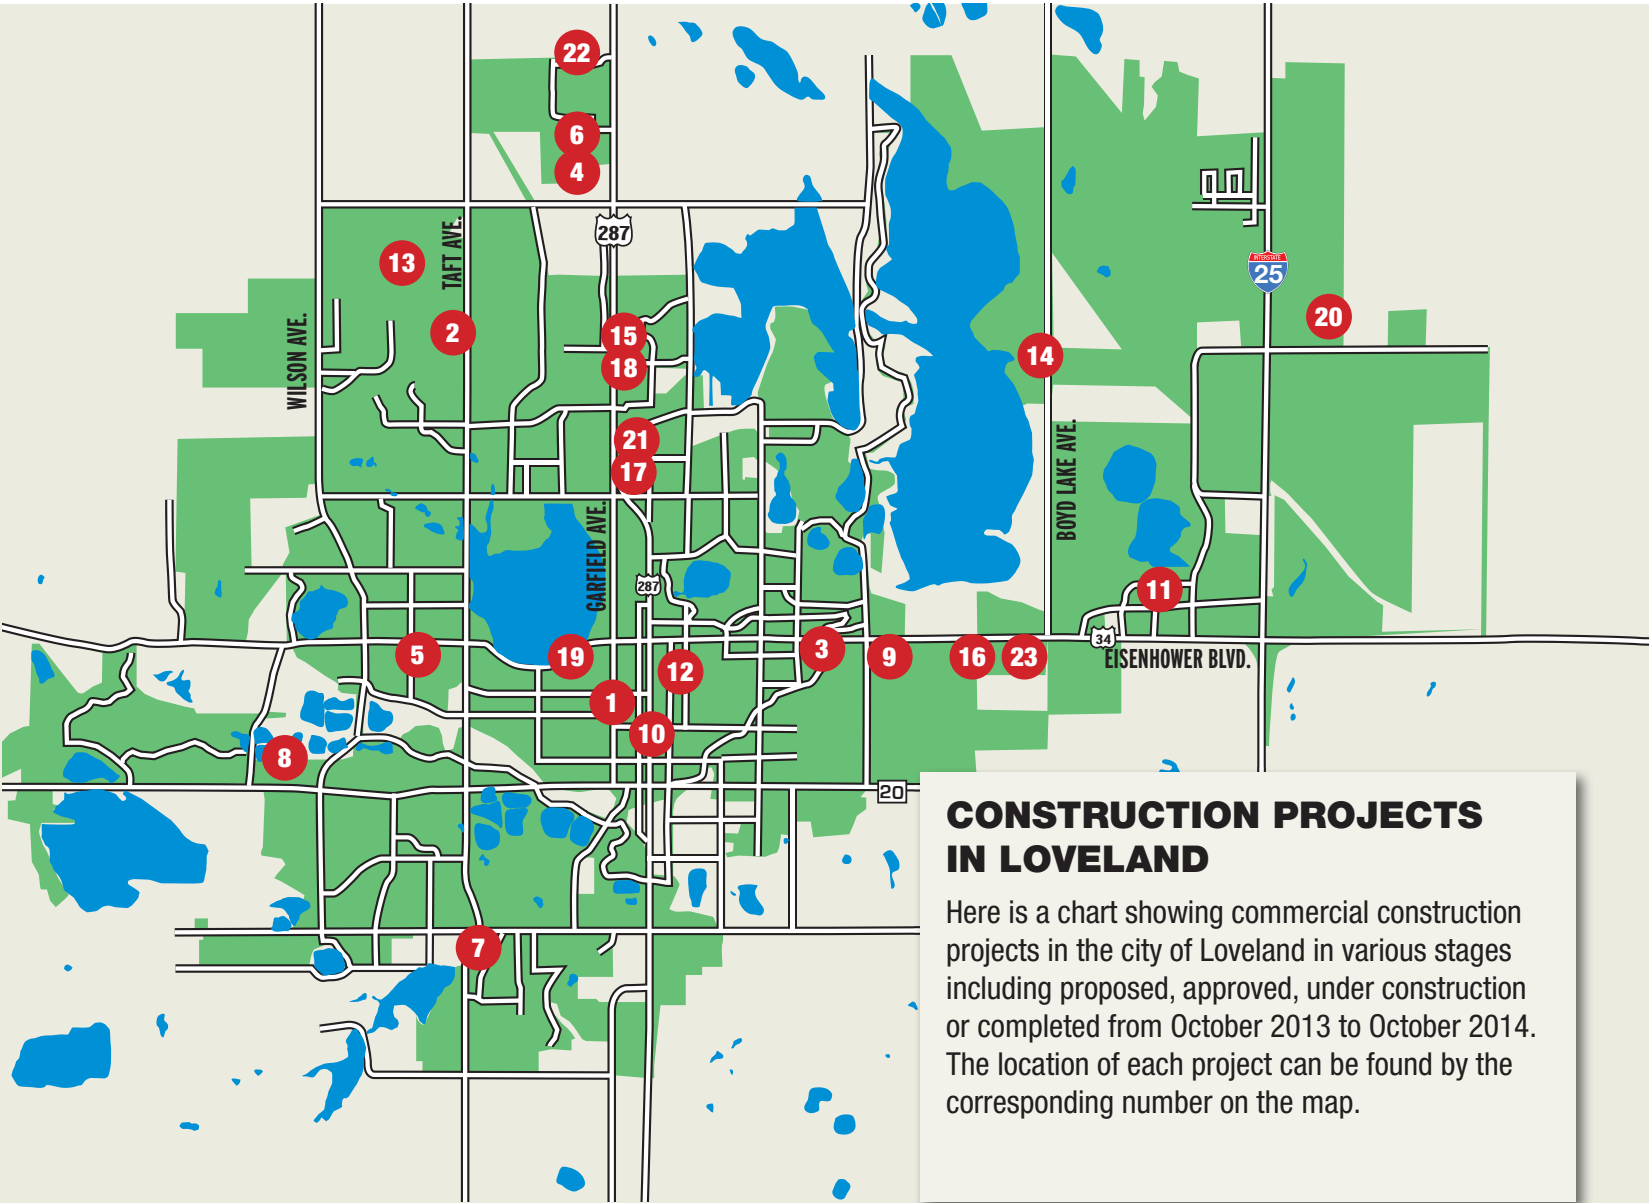 22
6
4
287
TAFT AVE.
13
INTERSTATE
25
20
2
15
18
14
WILSON AVE.
21
17
BOYD LAKE AVE.
GARFIELD AVE.
287
11
34
EISENHOWER BLVD.
5
19
12
3
9
16
23
1
10
8
20
7
CONSTRUCTION PROJECTS
IN LOVELAND
Here is a chart showing commercial construction
projects in the city of Loveland in various stages
including proposed, approved, under construction
or completed from October 2013 to October 2014.
The location of each project can be found by the
corresponding number on the map.